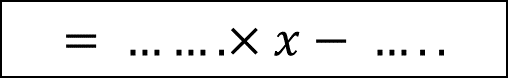 = ... ... .× x − ... . .